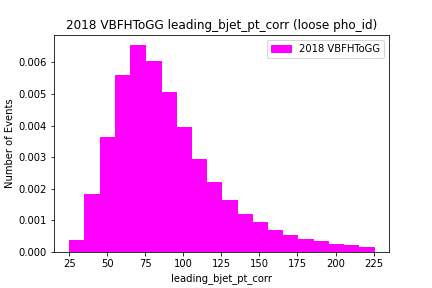 2018 VBFHToGG leading_bjet_pt_corr (loose pho_id)
2018 VBFHToGG
Number of Events
0.006
0.005
0.004
0.003
0.002
0.001
0.000
25 50 75 100 125 150 175 200 225
leading_bjet_pt_corr